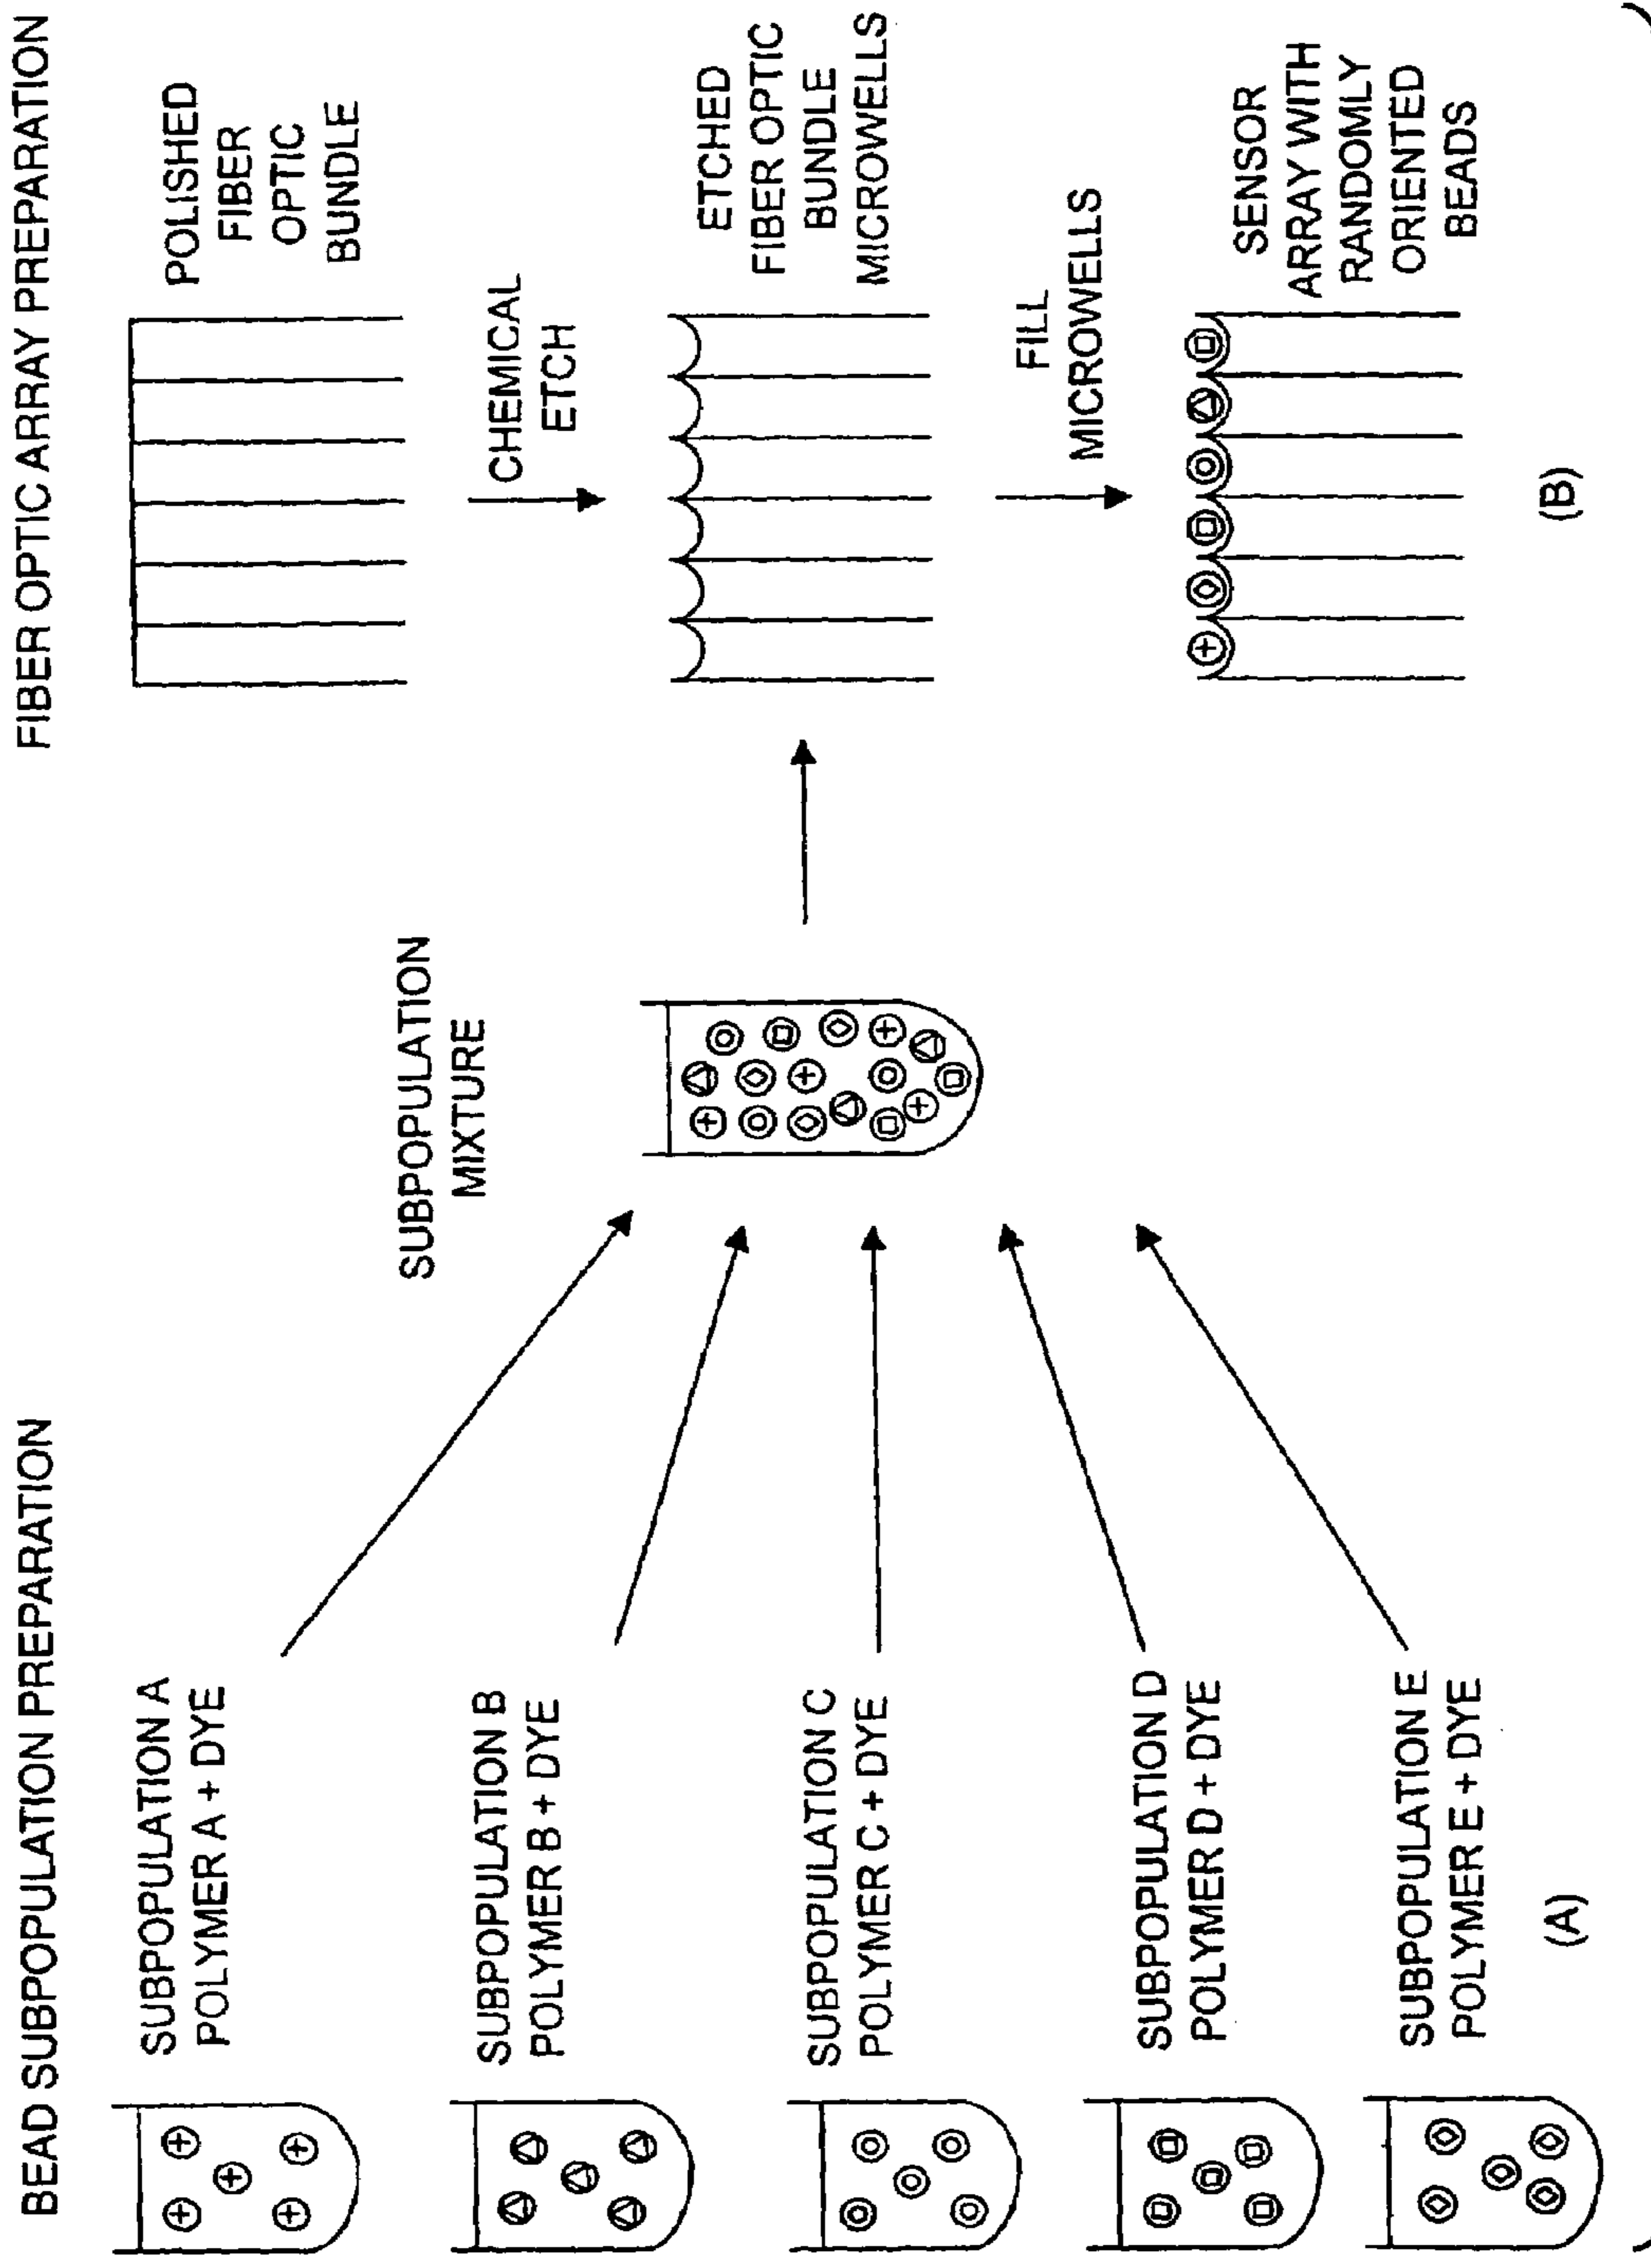 BEAD SUBPOPULATION PREPARATION
SUBPOPULATION A
POLYMER A + DYE
SUBPOPULATION B
POLYMER B + DYE
SUBPOPULATION C
POLYMER C + DYE
SUBPOPULATION D
POLYMER D + DYE
SUBPOPULATION E
POLYMER E + DYE
(A)
SUBPOPULATION
MIXTURE
FIBER OPTIC ARRAY PREPARATION
POLISHED
FIBER
OPTIC
BUNDLE
CHEMICAL
ETCH
ETCHED
FIBER OPTIC
BUNDLE
MICROWELLS
FILL
MICROWELLS
SENSOR
ARRAY WITH
RANDOMLY
ORIENTED
BEADS
(B)